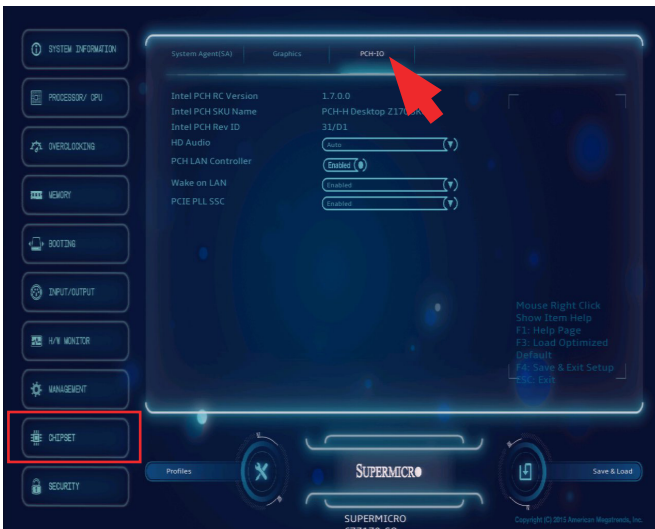 SYSTEM INFORMATION
PROCESSOR/ CPU
OVERCLOCKING
MEMORY
BOOTING
INPUT/OUTPUT
H/W MONITOR
MANAGEMENT
CHIPSET
SECURITY
System Agent(SA) Graphics PCH-IO
Intel PCH RC Version 1.7.0.0
Intel PCH SKU Name PCH-H Desktop Z170
Intel PCH Rev ID 31/D1
HD Audio Auto
PCH LAN Controller Enabled
Wake on LAN Enabled
PCIE PLL SSC Enabled
Mouse Right Click
Show Item Help
F1: Help Page
F3: Load Optimized
Default
F4: Save & Exit Setup
ESC: Exit
Profiles
SUPERMICRO
Save & Load
SUPERMICRO
Copyright (C) 2015 American Megatrends, Inc.